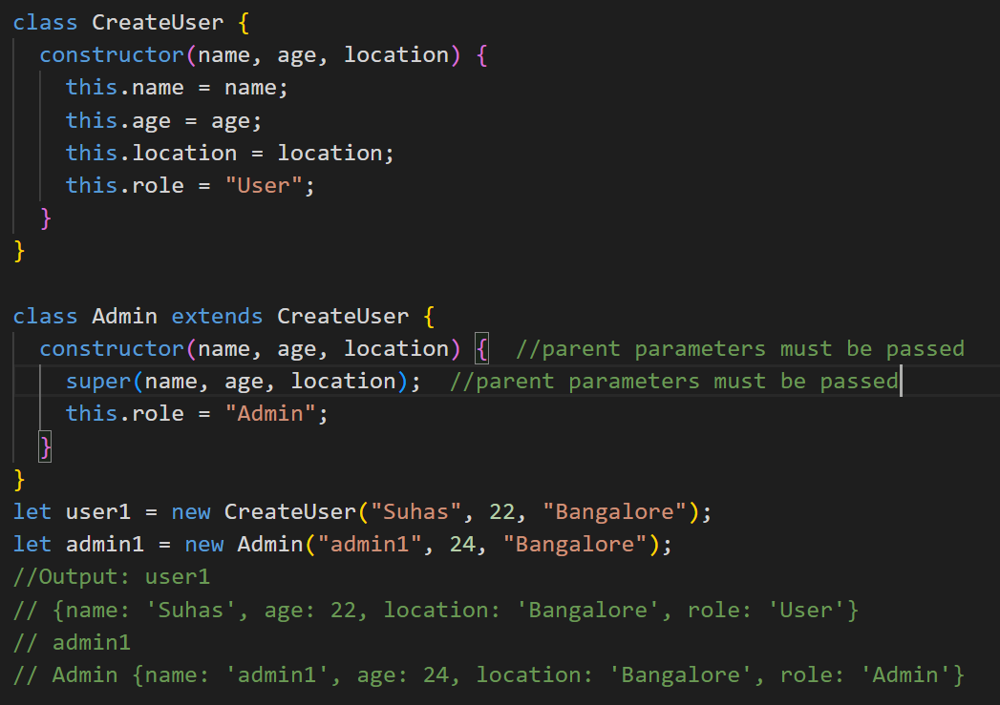 class CreateUser {
  constructor(name, age, location) {
    this.name = name;
    this.age = age;
    this.location = location;
    this.role = "User";
  }
}

class Admin extends CreateUser {
  constructor(name, age, location) {  //parent parameters must be passed
    super(name, age, location);  //parent parameters must be passed
    this.role = "Admin";
  }
}
let user1 = new CreateUser("Suhas", 22, "Bangalore");
let admin1 = new Admin("admin1", 24, "Bangalore");
//Output: user1
// {name: 'Suhas', age: 22, location: 'Bangalore', role: 'User'}
// admin1
// Admin {name: 'admin1', age: 24, location: 'Bangalore', role: 'Admin'}